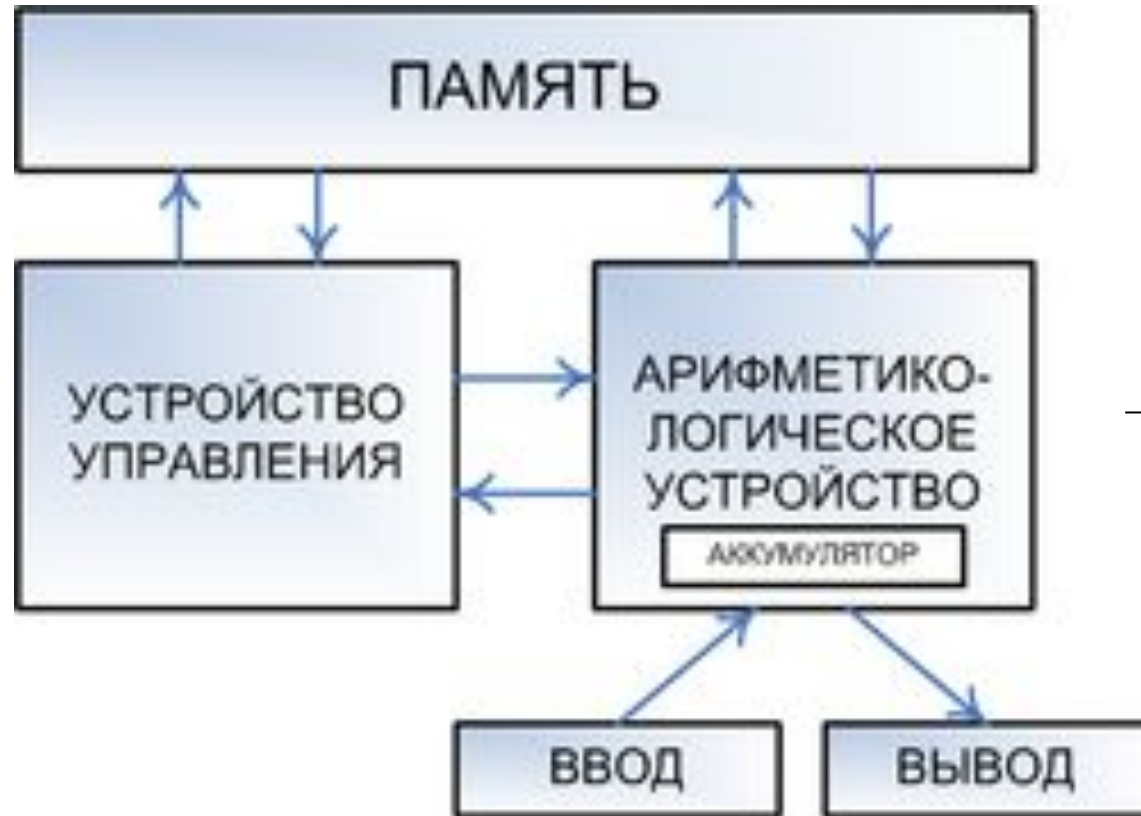 ПАМЯТЬ
УСТРОЙСТВО
УПРАВЛЕНИЯ
АРИФМЕТИКО-
ЛОГИЧЕСКОЕ
УСТРОЙСТВО
АККУМУЛЯТОР
ВВОД
ВЫВОД